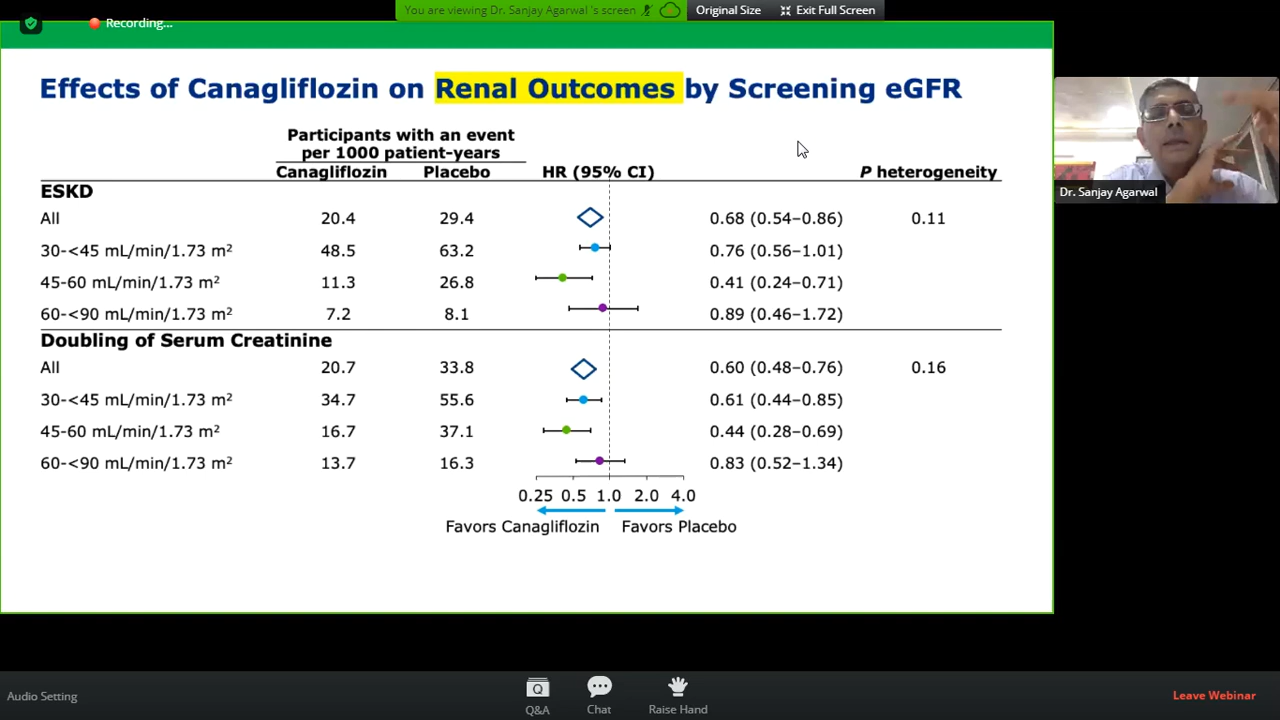 You are viewing Dr. Sanjay Agarwal 's screen
Original Size
Exit Full Screen
Recording...
Effects of Canagliflozin on Renal Outcomes by Screening eGFR
Participants with an event
per 1000 patient-years
Canagliflozin Placebo HR (95% CI) P heterogeneity
ESKD
All 20.4 29.4 0.68 (0.54–0.86) 0.11
30-<45 mL/min/1.73 m² 48.5 63.2 0.76 (0.56–1.01)
45-60 mL/min/1.73 m² 11.3 26.8 0.41 (0.24–0.71)
60-<90 mL/min/1.73 m² 7.2 8.1 0.89 (0.46–1.72)
Doubling of Serum Creatinine
All 20.7 33.8 0.60 (0.48–0.76) 0.16
30-<45 mL/min/1.73 m² 34.7 55.6 0.61 (0.44–0.85)
45-60 mL/min/1.73 m² 16.7 37.1 0.44 (0.28–0.69)
60-<90 mL/min/1.73 m² 13.7 16.3 0.83 (0.52–1.34)
0.25 0.5 1.0 2.0 4.0
Favors Canagliflozin Favors Placebo
Dr. Sanjay Agarwal
Audio Setting
Q&A
Chat
Raise Hand
Leave Webinar